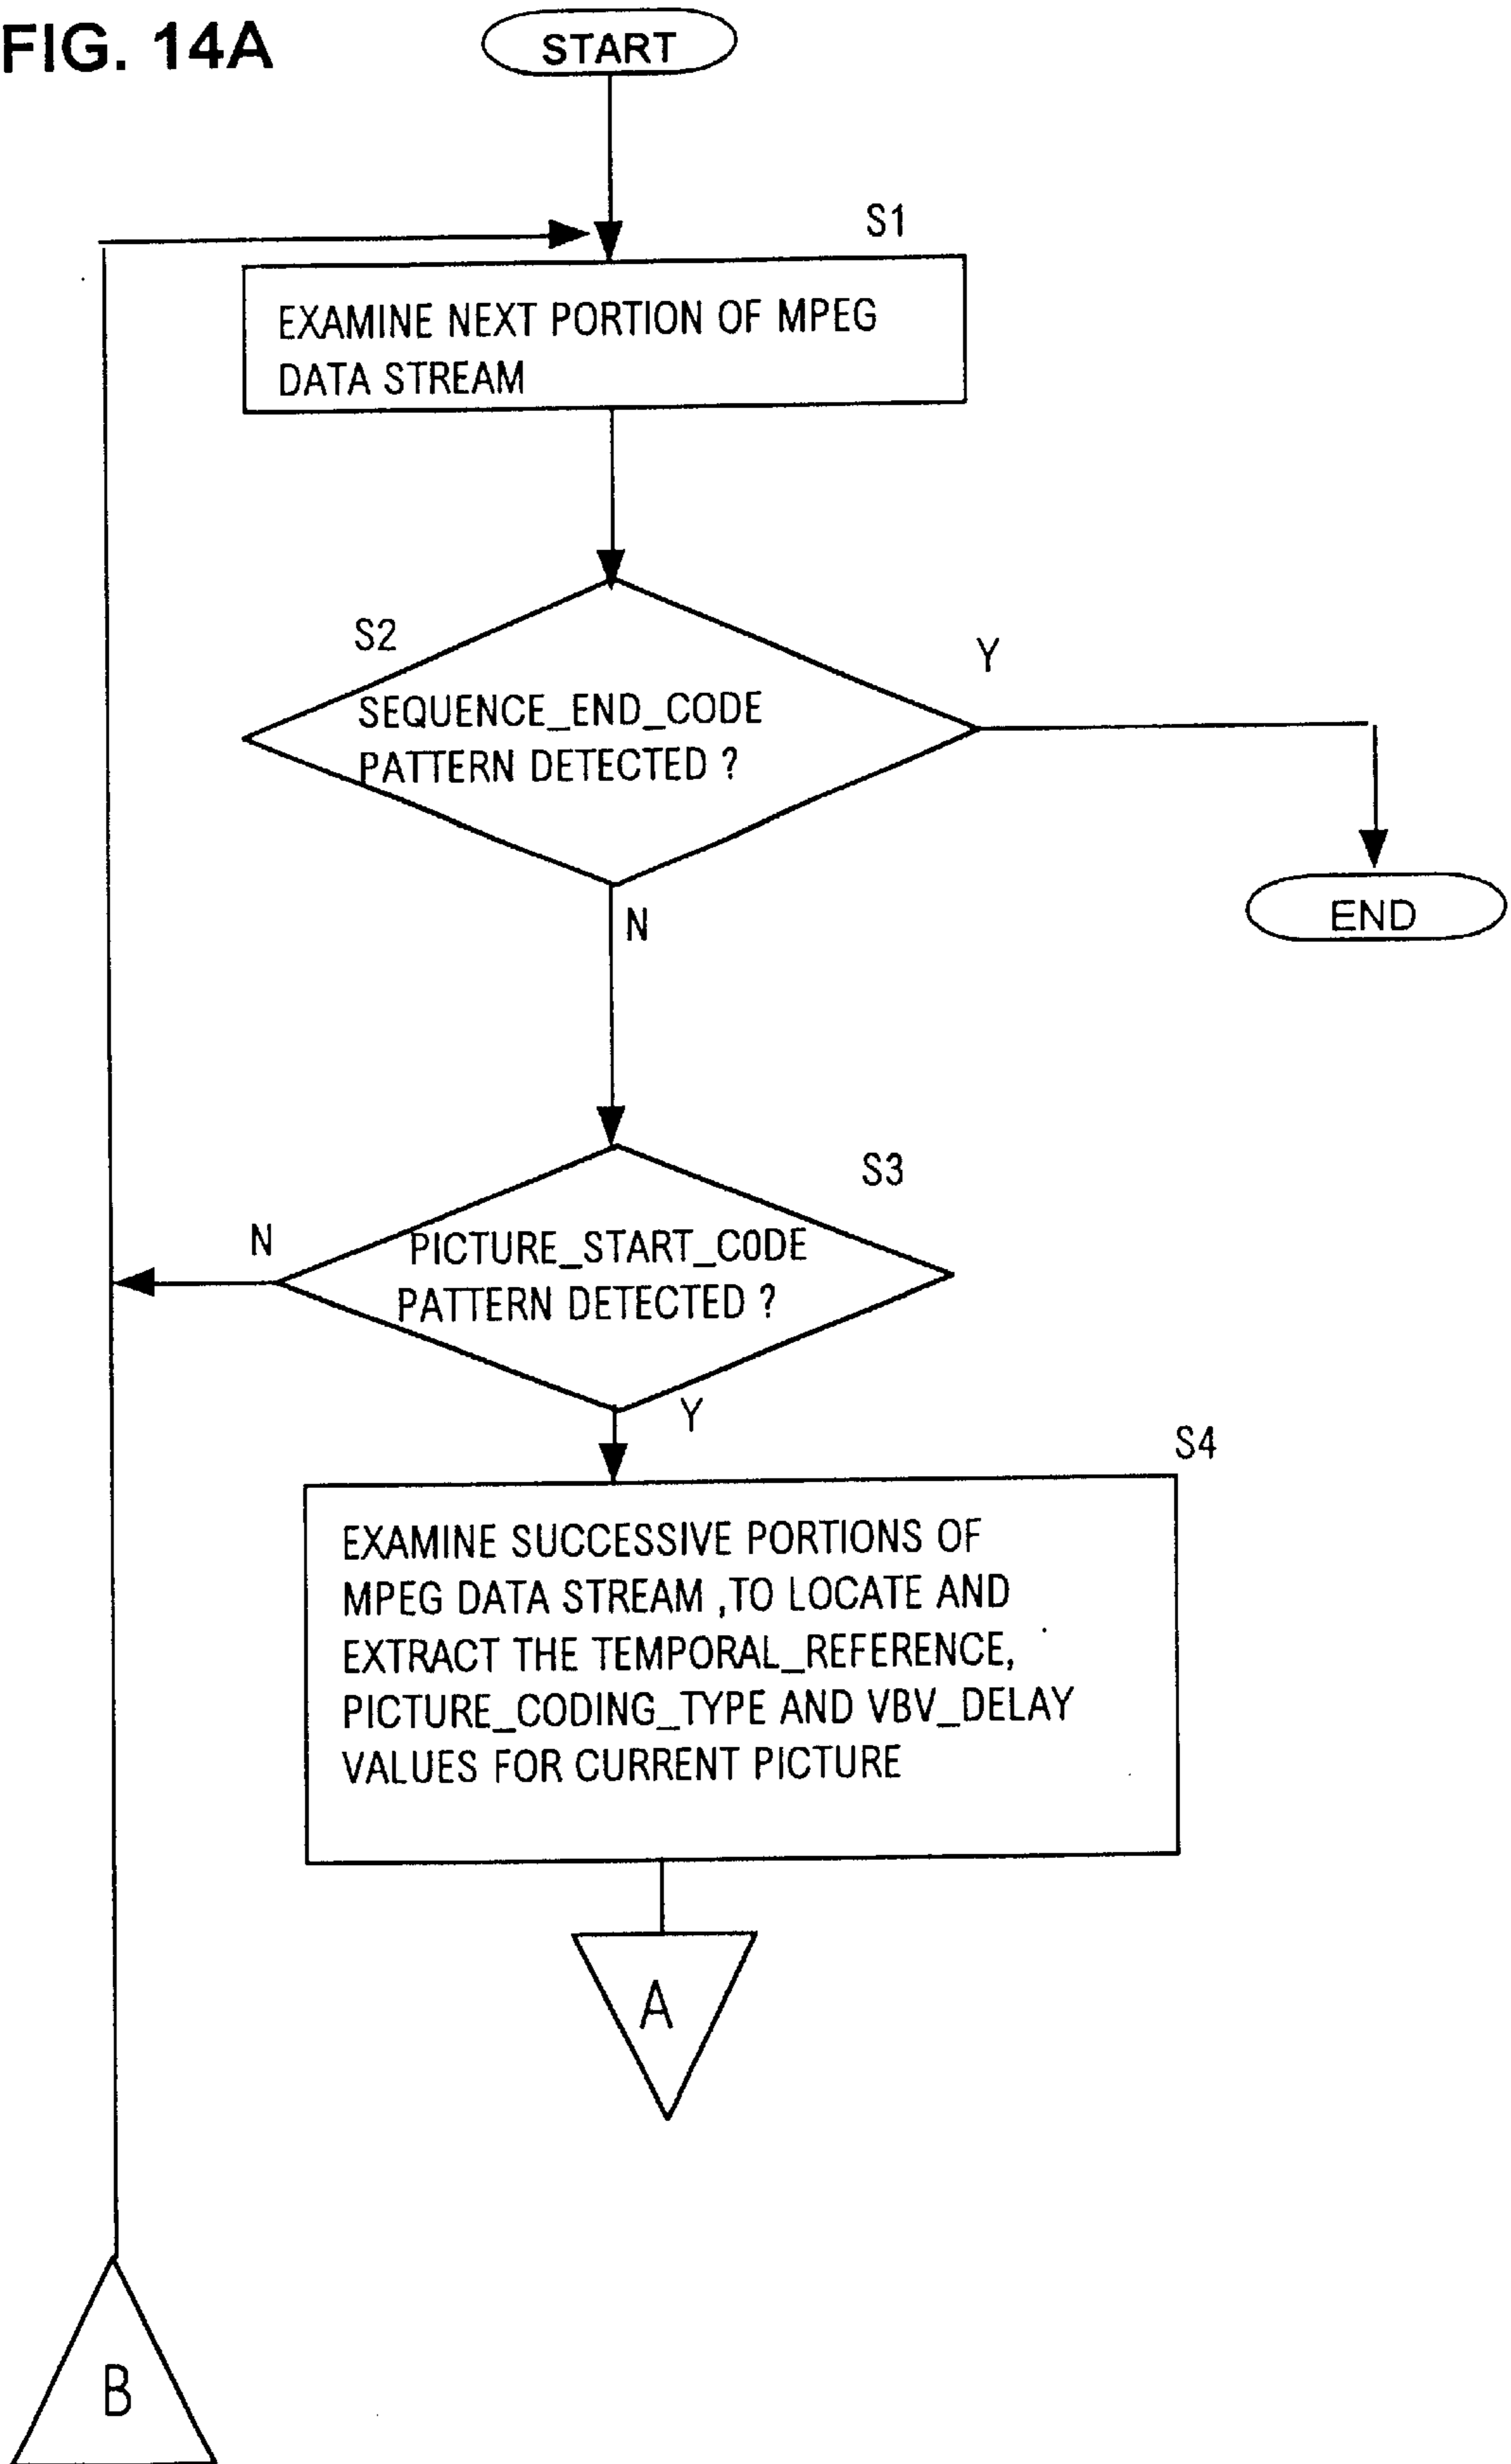 FIG. 14A
START
S1
EXAMINE NEXT PORTION OF MPEG
DATA STREAM
S2
Y
SEQUENCE_END_CODE
PATTERN DETECTED ?
END
N
S3
N
PICTURE_START_CODE
PATTERN DETECTED ?
Y
S4
EXAMINE SUCCESSIVE PORTIONS OF
MPEG DATA STREAM ,TO LOCATE AND
EXTRACT THE TEMPORAL_REFERENCE,
PICTURE_CODING_TYPE AND VBV_DELAY
VALUES FOR CURRENT PICTURE
A
B